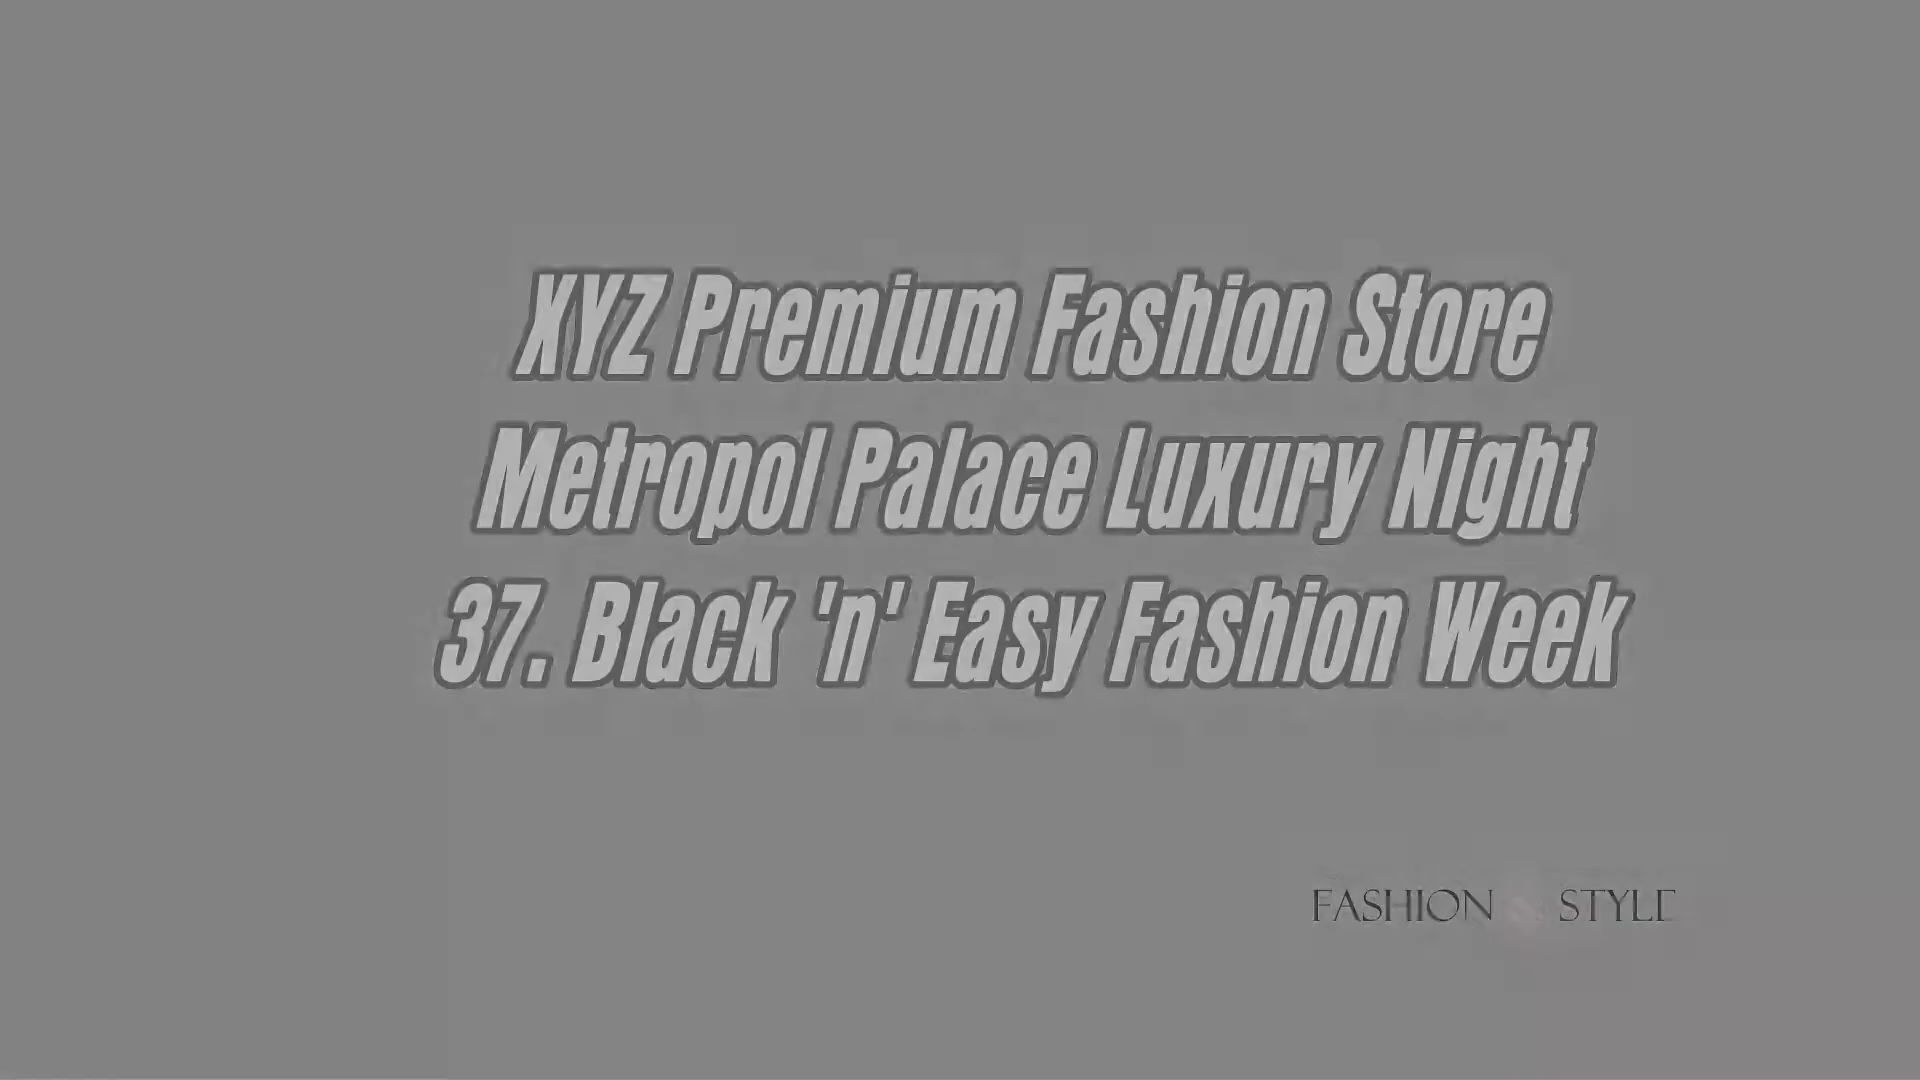 XYZ Premium Fashion Store
Metropol Palace Luxury Night
37. Black 'n' Easy Fashion Week
FASHION STYLE